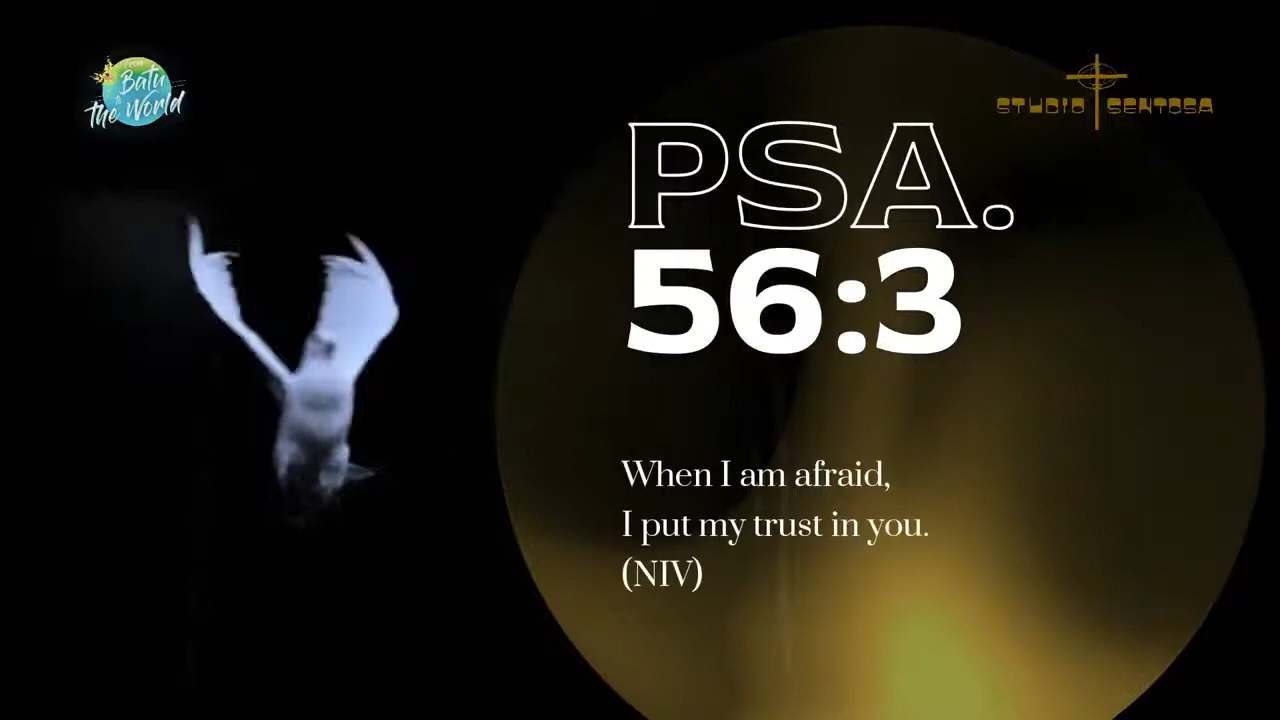 From
Batu
to
the World
STUDIO SENTOSA
PSA.
56:3
When I am afraid,
I put my trust in you.
(NIV)